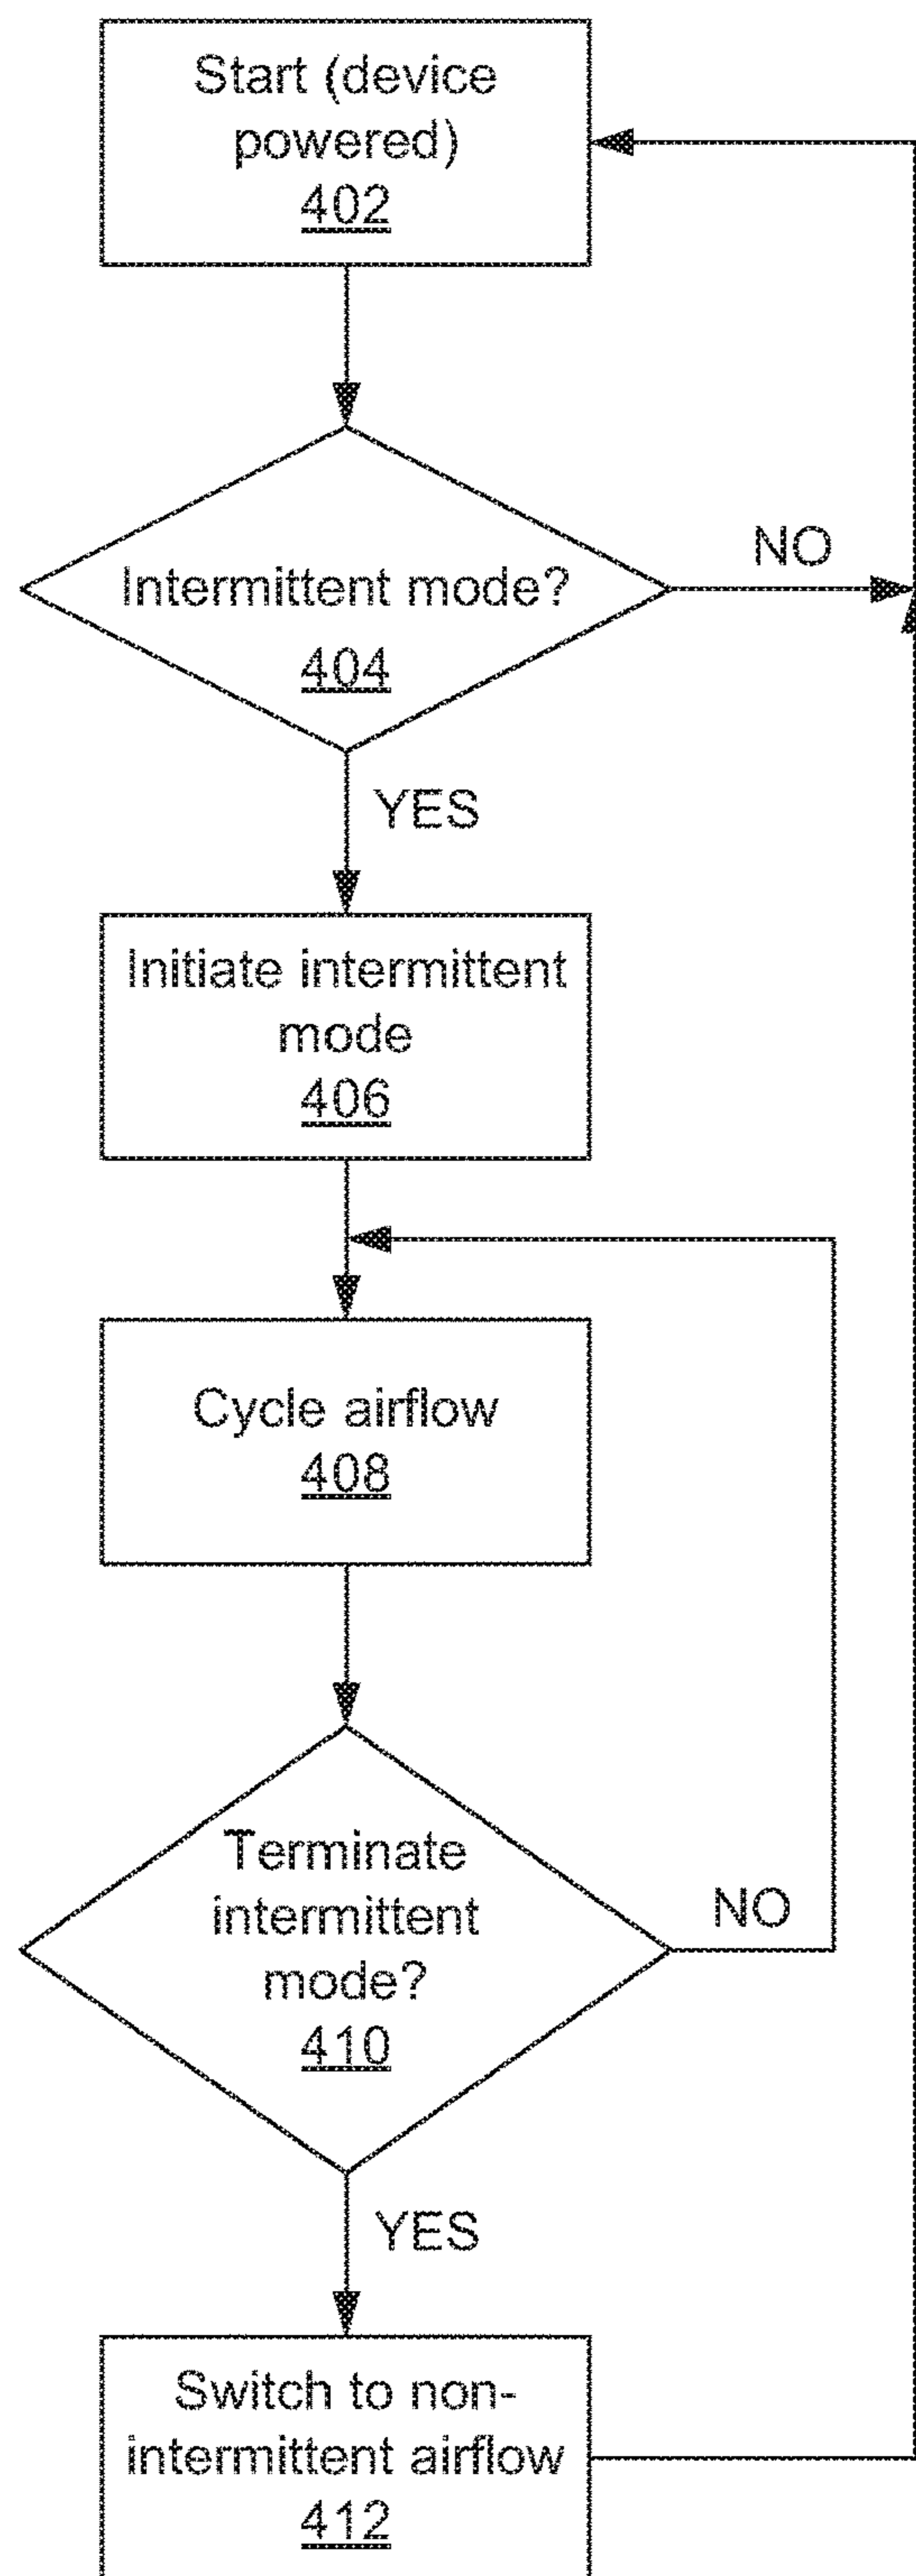 Start (device
powered)
402
Intermittent mode?
404
NO
YES
Initiate intermittent
mode
406
Cycle airflow
408
Terminate
intermittent
mode?
410
NO
YES
Switch to non-
intermittent airflow
412